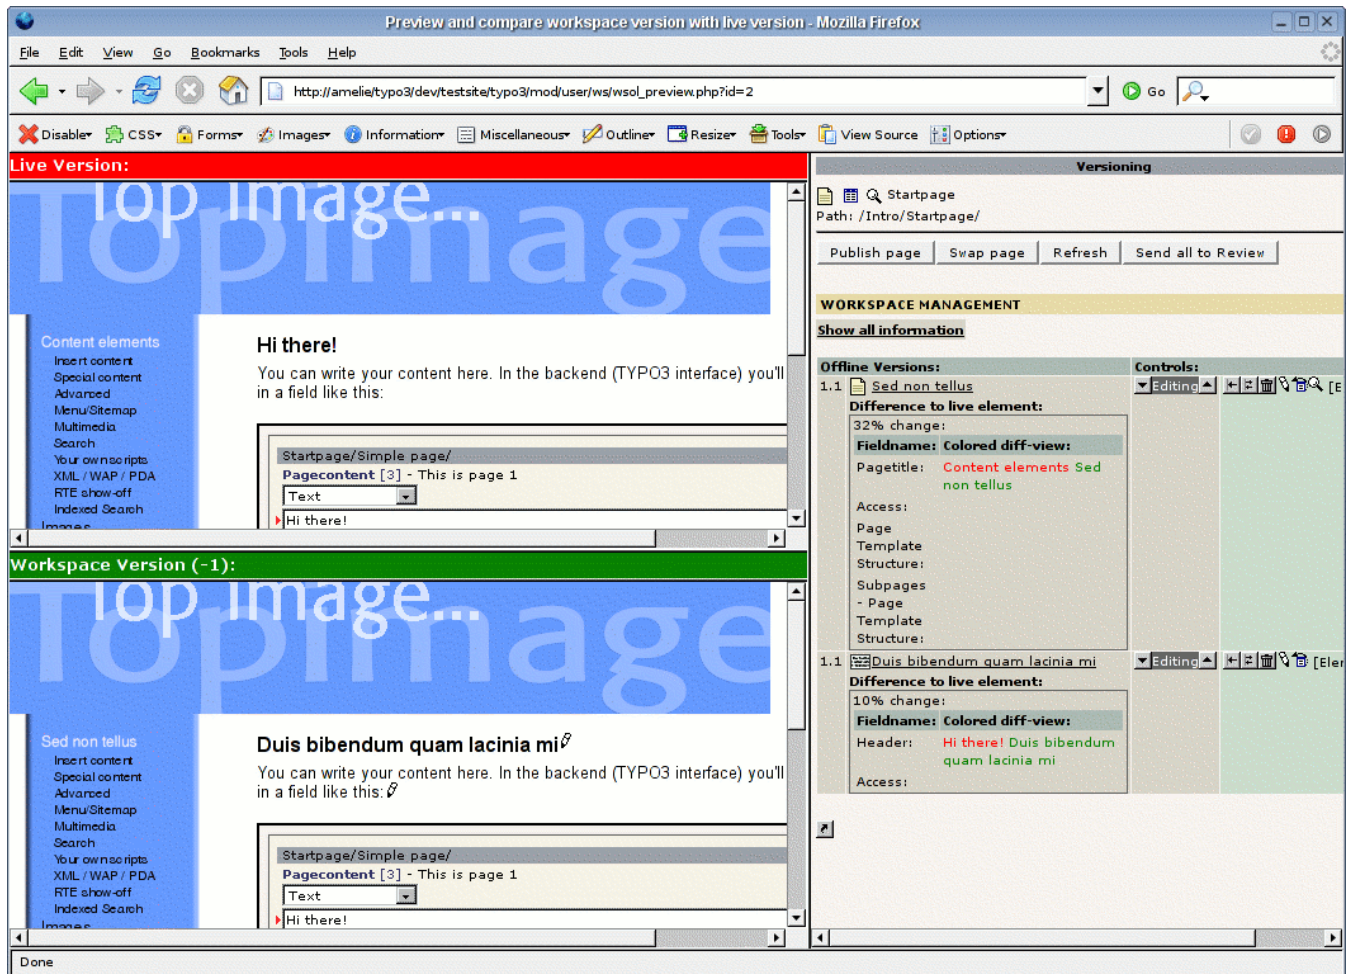 Preview and compare workspace version with live version - Mozilla Firefox
File Edit View Go Bookmarks Tools Help
http://amelie/typo3/dev/testsite/typo3/mod/user/ws/wsol_preview.php?id=2
Go
Disable CSS Forms Images Information Miscellaneous Outline Resize Tools View Source Options
Live Version:
TopImage
Top image...
Content elements
Insert content
Special content
Advanced
Menu/Sitemap
Multimedia
Search
Your own scripts
XML / WAP / PDA
RTE show-off
Indexed Search
Images
Hi there!
You can write your content here. In the backend (TYPO3 interface) you'll
in a field like this:
Startpage/Simple page/
Pagecontent [3] - This is page 1
Text
Hi there!
Workspace Version (-1):
TopImage
Top image...
Sed non tellus
Insert content
Special content
Advanced
Menu/Sitemap
Multimedia
Search
Your own scripts
XML / WAP / PDA
RTE show-off
Indexed Search
Images
Duis bibendum quam lacinia mi
You can write your content here. In the backend (TYPO3 interface) you'll
in a field like this:
Startpage/Simple page/
Pagecontent [3] - This is page 1
Text
Hi there!
Versioning
Startpage
Path: /Intro/Startpage/
Publish page Swap page Refresh Send all to Review
WORKSPACE MANAGEMENT
Show all information
Offline Versions: Controls:
1.1 Sed non tellus Editing [E
Difference to live element:
32% change:
Fieldname: Colored diff-view:
Pagetitle: Content elements Sed
non tellus
Access:
Page
Template
Structure:
Subpages
- Page
Template
Structure:
1.1 Duis bibendum quam lacinia mi Editing [Eler
Difference to live element:
10% change:
Fieldname: Colored diff-view:
Header: Hi there! Duis bibendum
quam lacinia mi
Access:
Done